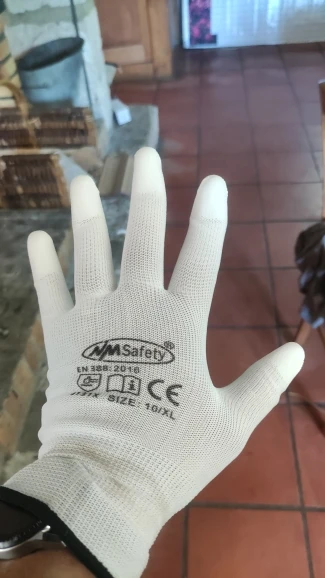 NMSafety®
EN 388: 2016
CE
SIZE: 10/XL